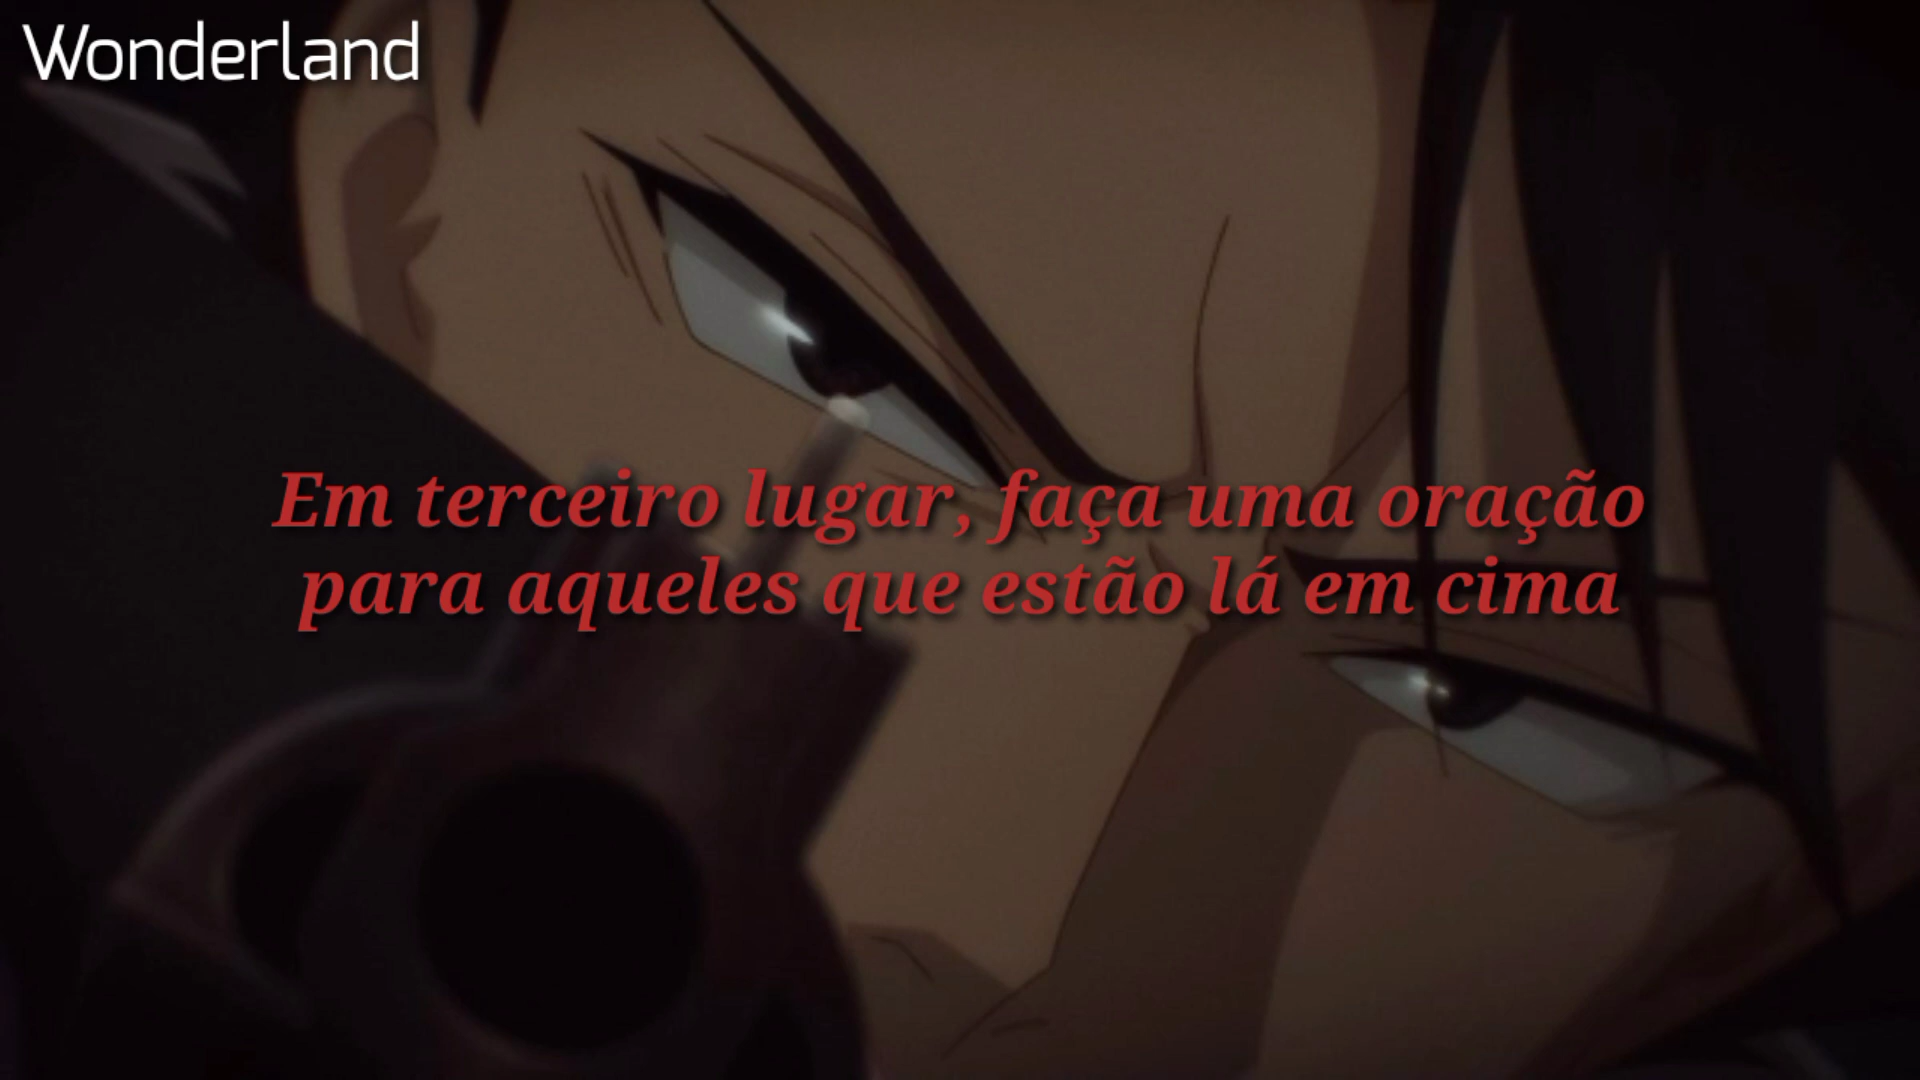 Wonderland
Em terceiro lugar, faça uma oração
para aqueles que estão lá em cima